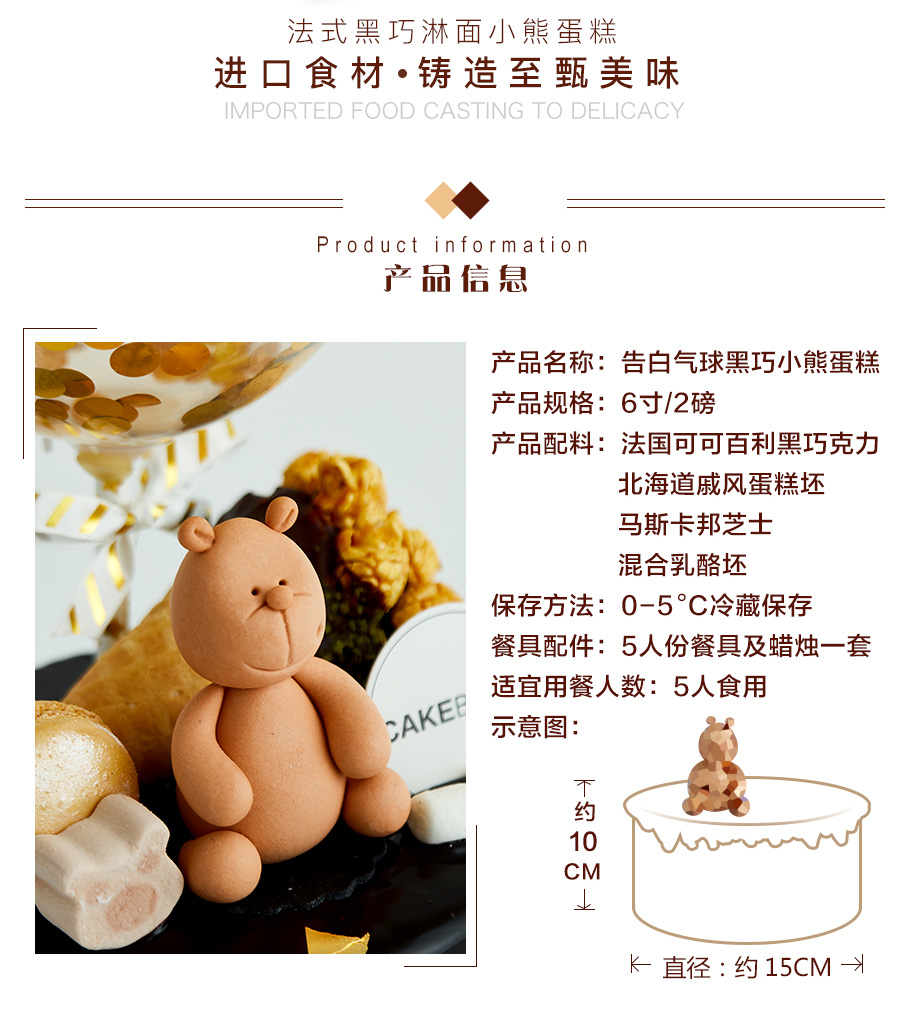 法式黑巧淋面小熊蛋糕
进口食材•铸造至甄美味
IMPORTED FOOD CASTING TO DELICACY
Product information
产品信息
产品名称：告白气球黑巧小熊蛋糕
产品规格：6寸/2磅
产品配料：法国可可百利黑巧克力
北海道戚风蛋糕坯
马斯卡邦芝士
混合乳酪坯
保存方法：0-5°C冷藏保存
餐具配件：5人份餐具及蜡烛一套
适宜用餐人数：5人食用
示意图：
CAKEB
约
10
CM
直径：约 15CM